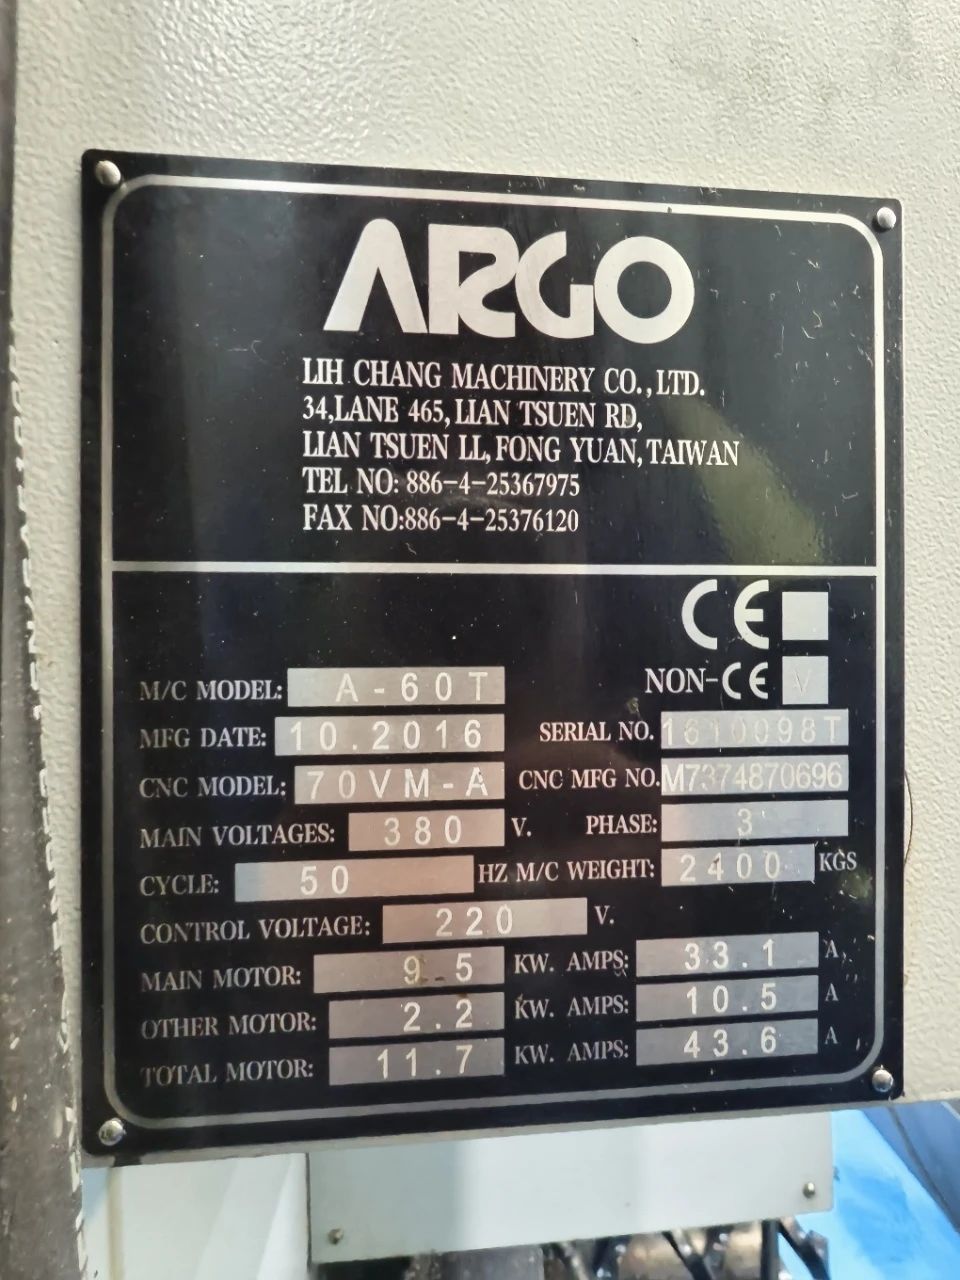 ARGO
LIH CHANG MACHINERY CO., LTD.
34, LANE 465, LIAN TSUEN RD,
LIAN TSUEN LL, FONG YUAN, TAIWAN
TEL NO: 886-4-25367975
FAX NO:886-4-25376120
CE
NON-CE V
M/C MODEL: A-60T
MFG DATE: 10.2016 SERIAL NO. 1610098T
CNC MODEL: 70VM-A CNC MFG NO. M7374870696
MAIN VOLTAGES: 380 V. PHASE: 3
CYCLE: 50 HZ M/C WEIGHT: 2400 KGS
CONTROL VOLTAGE: 220 V.
MAIN MOTOR: 9.5 KW. AMPS: 33.1 A
OTHER MOTOR: 2.2 KW. AMPS: 10.5 A
TOTAL MOTOR: 11.7 KW. AMPS: 43.6 A